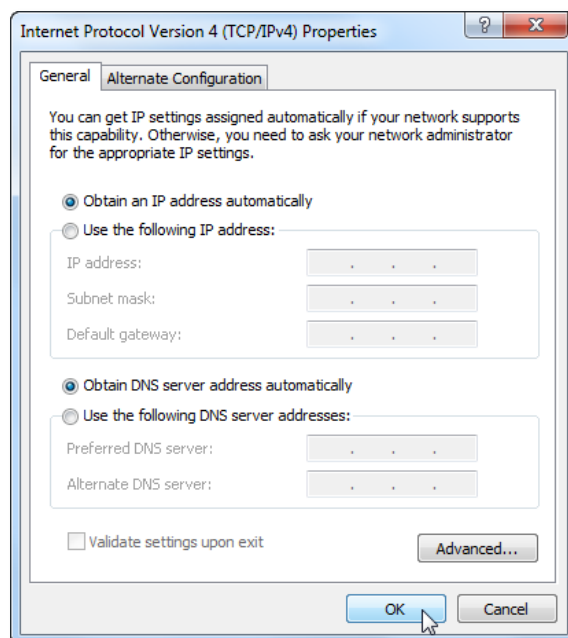 Internet Protocol Version 4 (TCP/IPv4) Properties
?
General
Alternate Configuration
You can get IP settings assigned automatically if your network supports
this capability. Otherwise, you need to ask your network administrator
for the appropriate IP settings.
Obtain an IP address automatically
Use the following IP address:
IP address:
. . .
Subnet mask:
. . .
Default gateway:
. . .
Obtain DNS server address automatically
Use the following DNS server addresses:
Preferred DNS server:
. . .
Alternate DNS server:
. . .
Validate settings upon exit
Advanced...
OK
Cancel